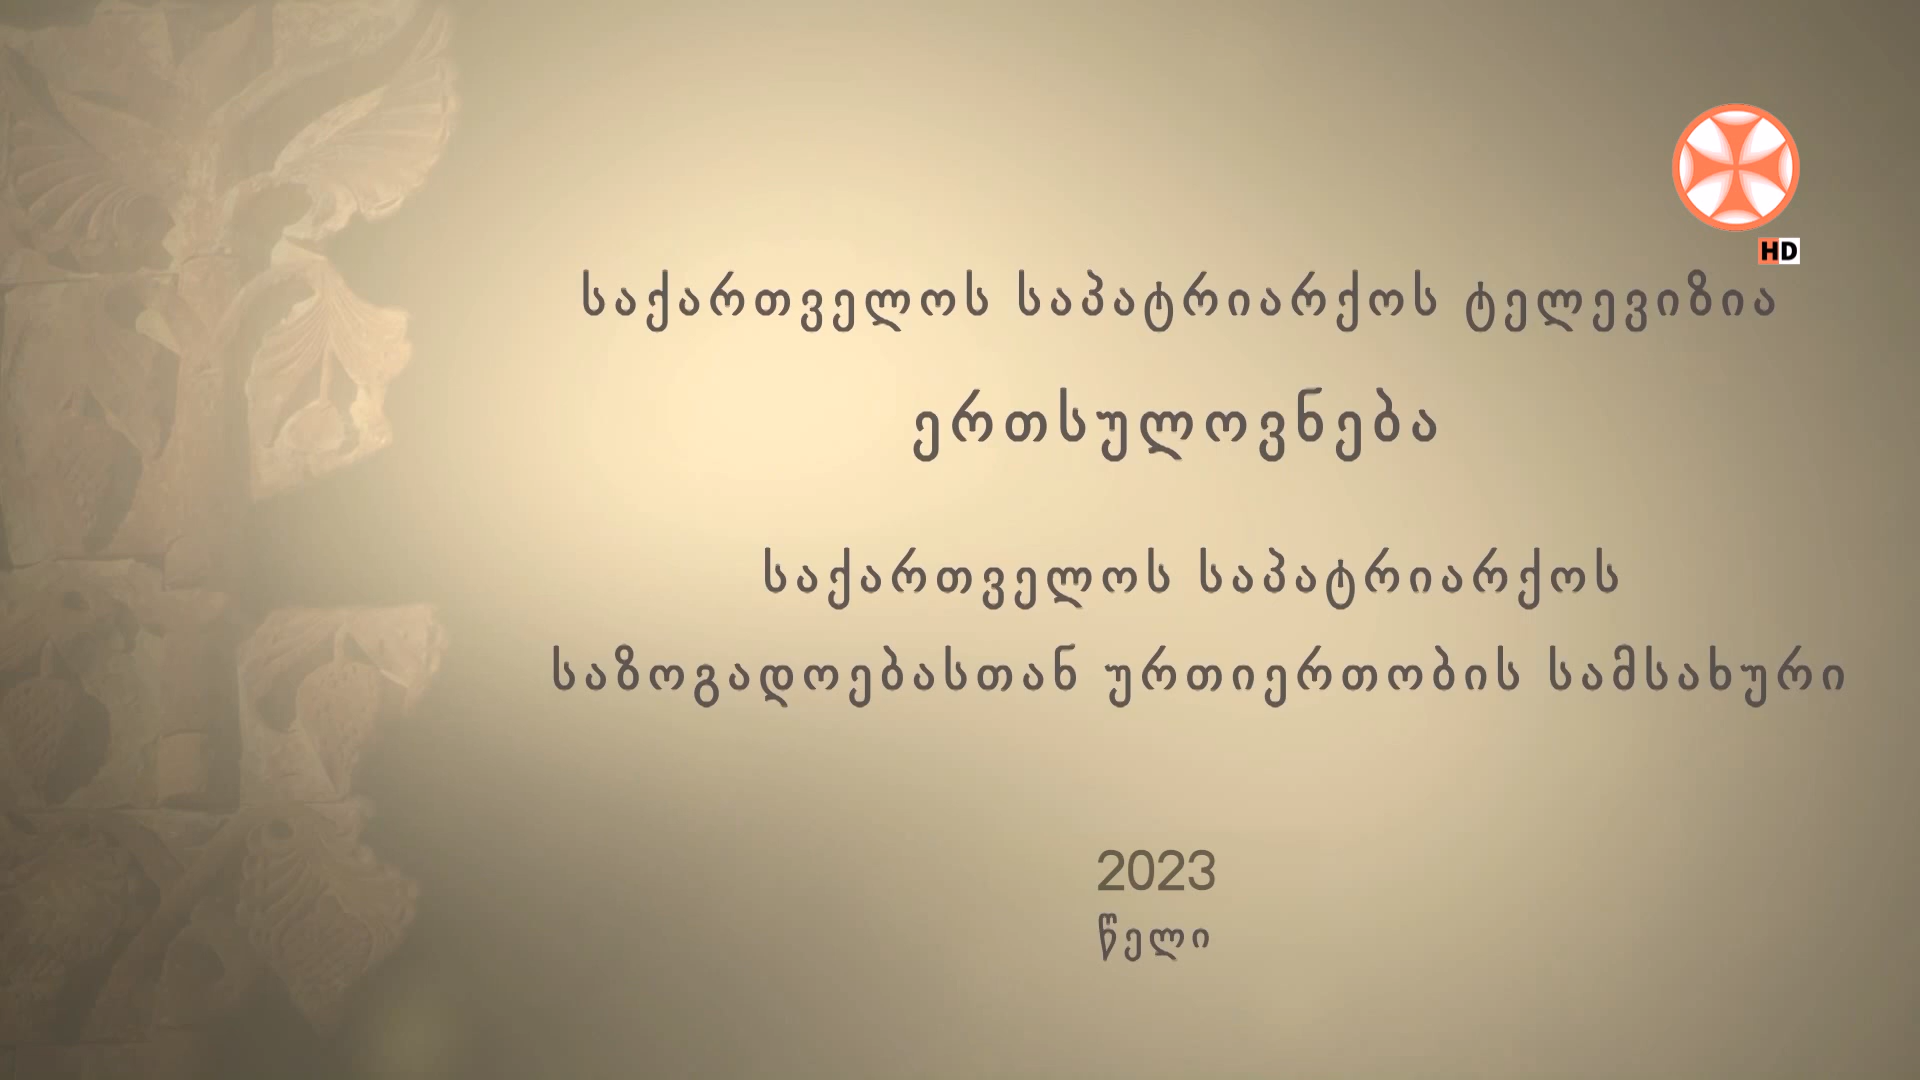 HD
საქართველოს საპატრიარქოს ტელევიზია
ერთსულოვნება
საქართველოს საპატრიარქოს
საზოგადოებასთან ურთიერთობის სამსახური
2023
წელი